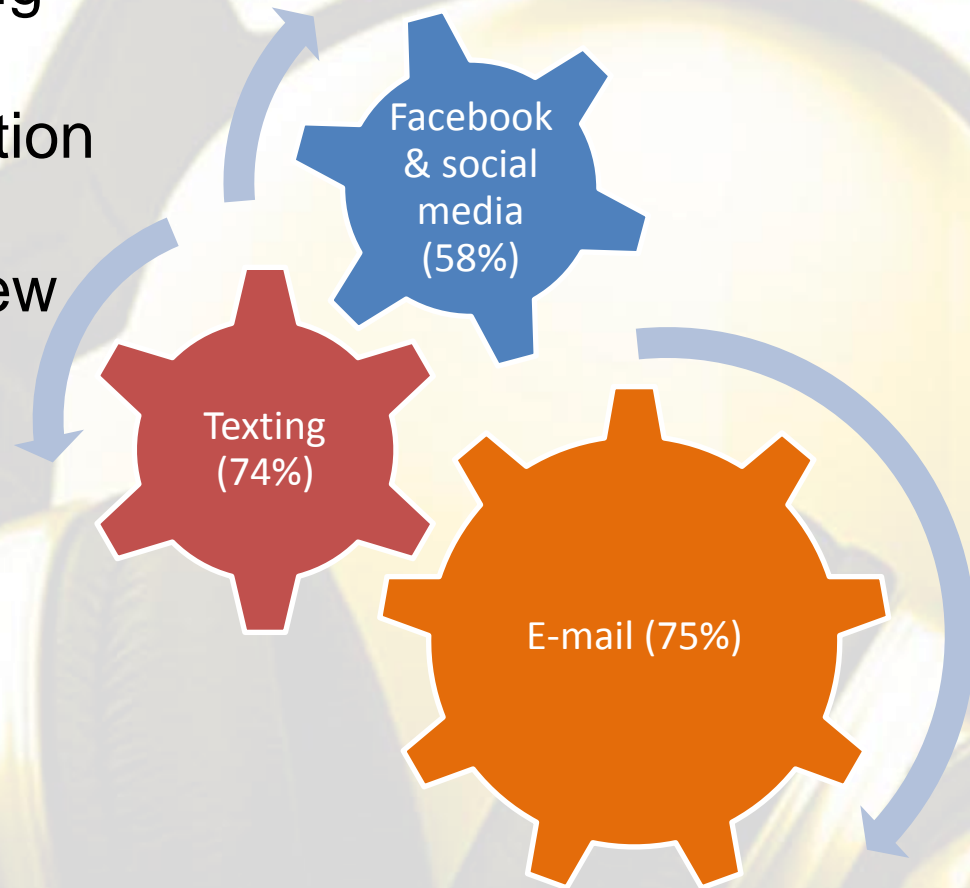 Facebook
& social
media
(58%)
Texting
(74%)
E-mail (75%)